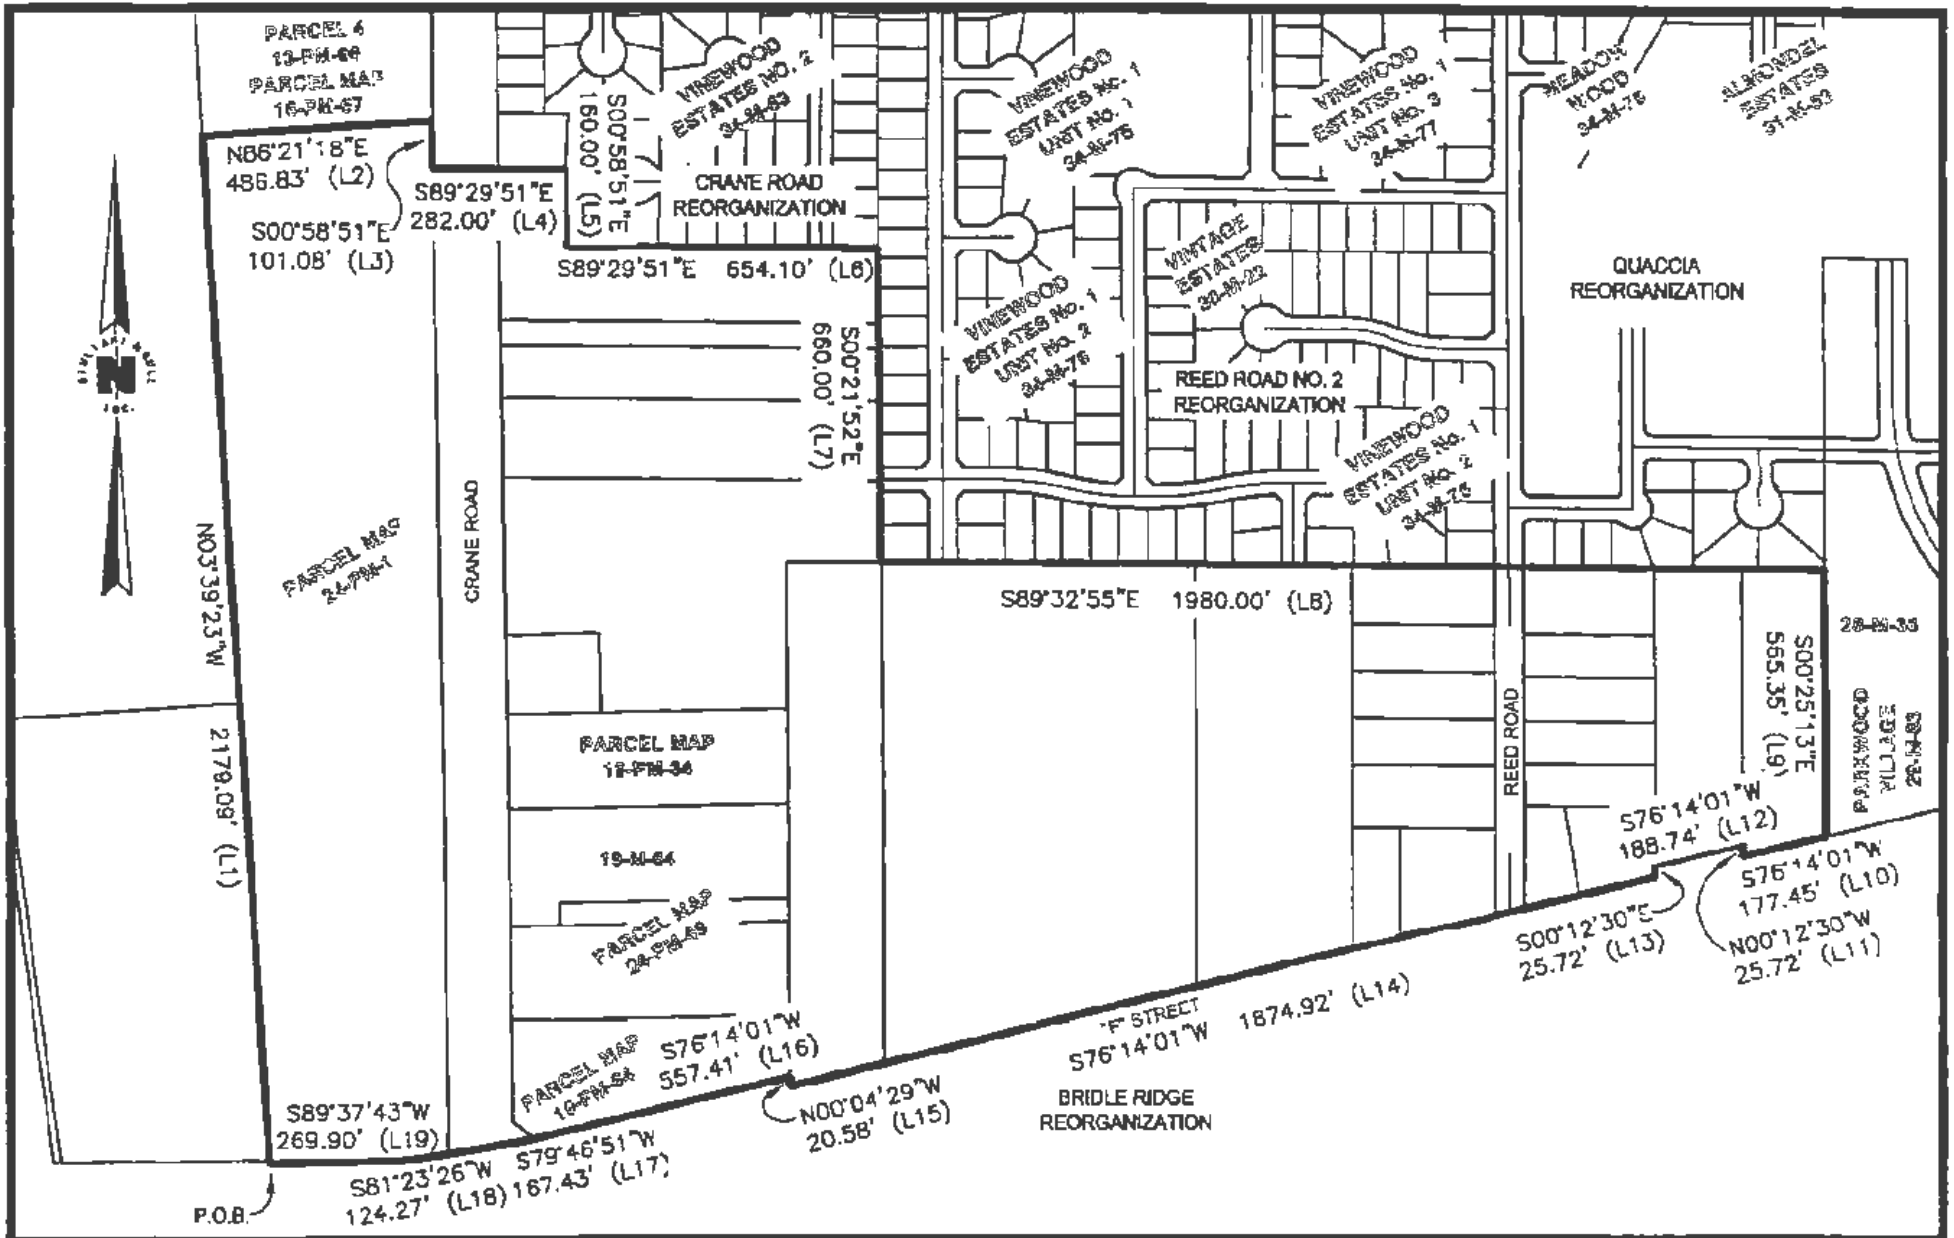 PARCEL 4
13-PM-66
PARCEL MAP
16-PM-67
N86°21'18"E
486.83' (L2)
S00°58'51"E
101.08' (L3)
S89°29'51"E
282.00' (L4)
S00°58'51"E
160.00' (L5)
VINEWOOD
ESTATES NO. 2
34-M-83
CRANE ROAD
REORGANIZATION
S89°29'51"E 654.10' (L6)
VINEWOOD
ESTATES No. 1
UNIT No. 1
34-M-75
VINEWOOD
ESTATES No. 1
UNIT No. 3
34-M-77
MEADOW
WOOD
34-M-75
ALMONDEL
ESTATES
31-M-53
VINTAGE
ESTATES
38-M-22
QUACCIA
REORGANIZATION
VINEWOOD
ESTATES No. 1
UNIT No. 2
34-M-76
S00°21'52"E
660.00' (L7)
REED ROAD NO. 2
REORGANIZATION
VINEWOOD
ESTATES No. 1
UNIT No. 2
34-M-76
N
INC.
N03°39'23"W
2179.09' (L1)
PARCEL MAP
24-PM-1
CRANE ROAD
S89°32'55"E 1980.00' (L8)
28-M-35
S00°25'13"E
565.35' (L9)
PARKWOOD
VILLAGE
REED ROAD
PARCEL MAP
18-PM-34
19-M-64
PARCEL MAP
24-PM-49
S76°14'01"W
188.74' (L12)
S76°14'01"W
177.45' (L10)
N00°12'30"W
25.72' (L11)
S00°12'30"E
25.72' (L13)
"F" STREET
S76°14'01"W 1874.92' (L14)
PARCEL MAP
S76°14'01"W
557.41' (L16)
N00°04'29"W
20.58' (L15)
BRIDLE RIDGE
REORGANIZATION
S89°37'43"W
269.90' (L19)
S81°23'26"W
124.27' (L18)
S79°46'51"W
167.43' (L17)
P.O.B.